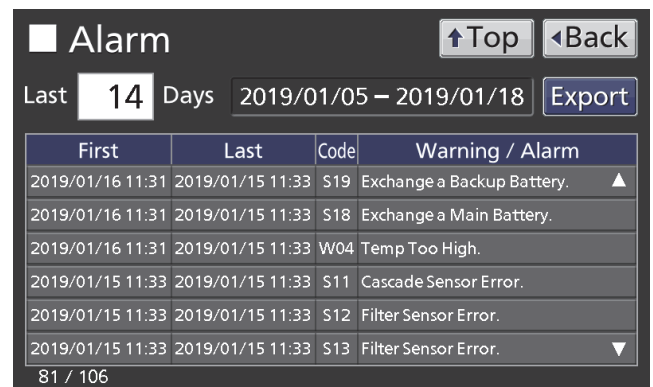 Alarm
Top
Back
Last 14 Days 2019/01/05 – 2019/01/18 Export
First Last Code Warning / Alarm
2019/01/16 11:31 2019/01/15 11:33 S19 Exchange a Backup Battery.
2019/01/16 11:31 2019/01/15 11:33 S18 Exchange a Main Battery.
2019/01/16 11:31 2019/01/15 11:33 W04 Temp Too High.
2019/01/15 11:33 2019/01/15 11:33 S11 Cascade Sensor Error.
2019/01/15 11:33 2019/01/15 11:33 S12 Filter Sensor Error.
2019/01/15 11:33 2019/01/15 11:33 S13 Filter Sensor Error.
81 / 106